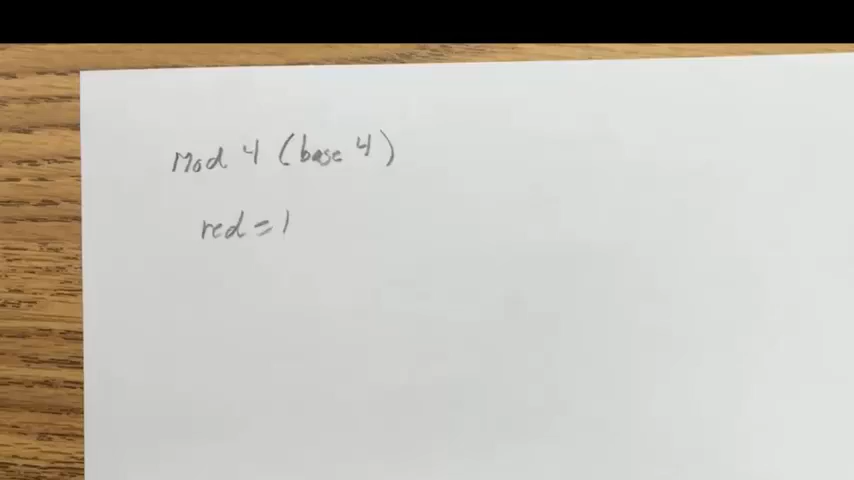 Mod 4 (base 4)
red = 1